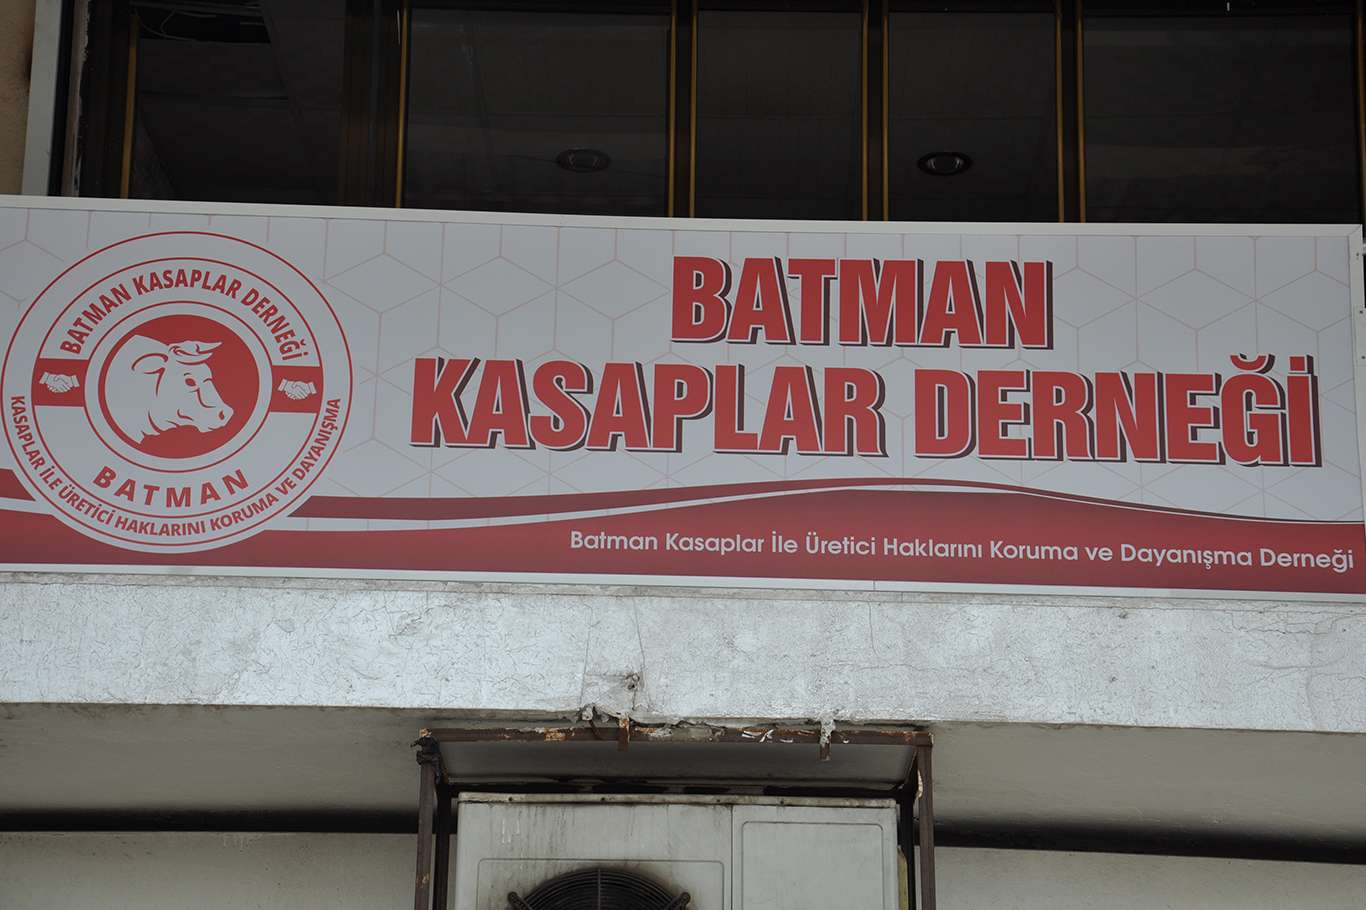 BATMAN KASAPLAR DERNEĞİ
BATMAN
KASAPLAR İLE ÜRETİCİ HAKLARINI KORUMA VE DAYANIŞMA
BATMAN
KASAPLAR DERNEĞİ
Batman Kasaplar İle Üretici Haklarını Koruma ve Dayanışma Derneği